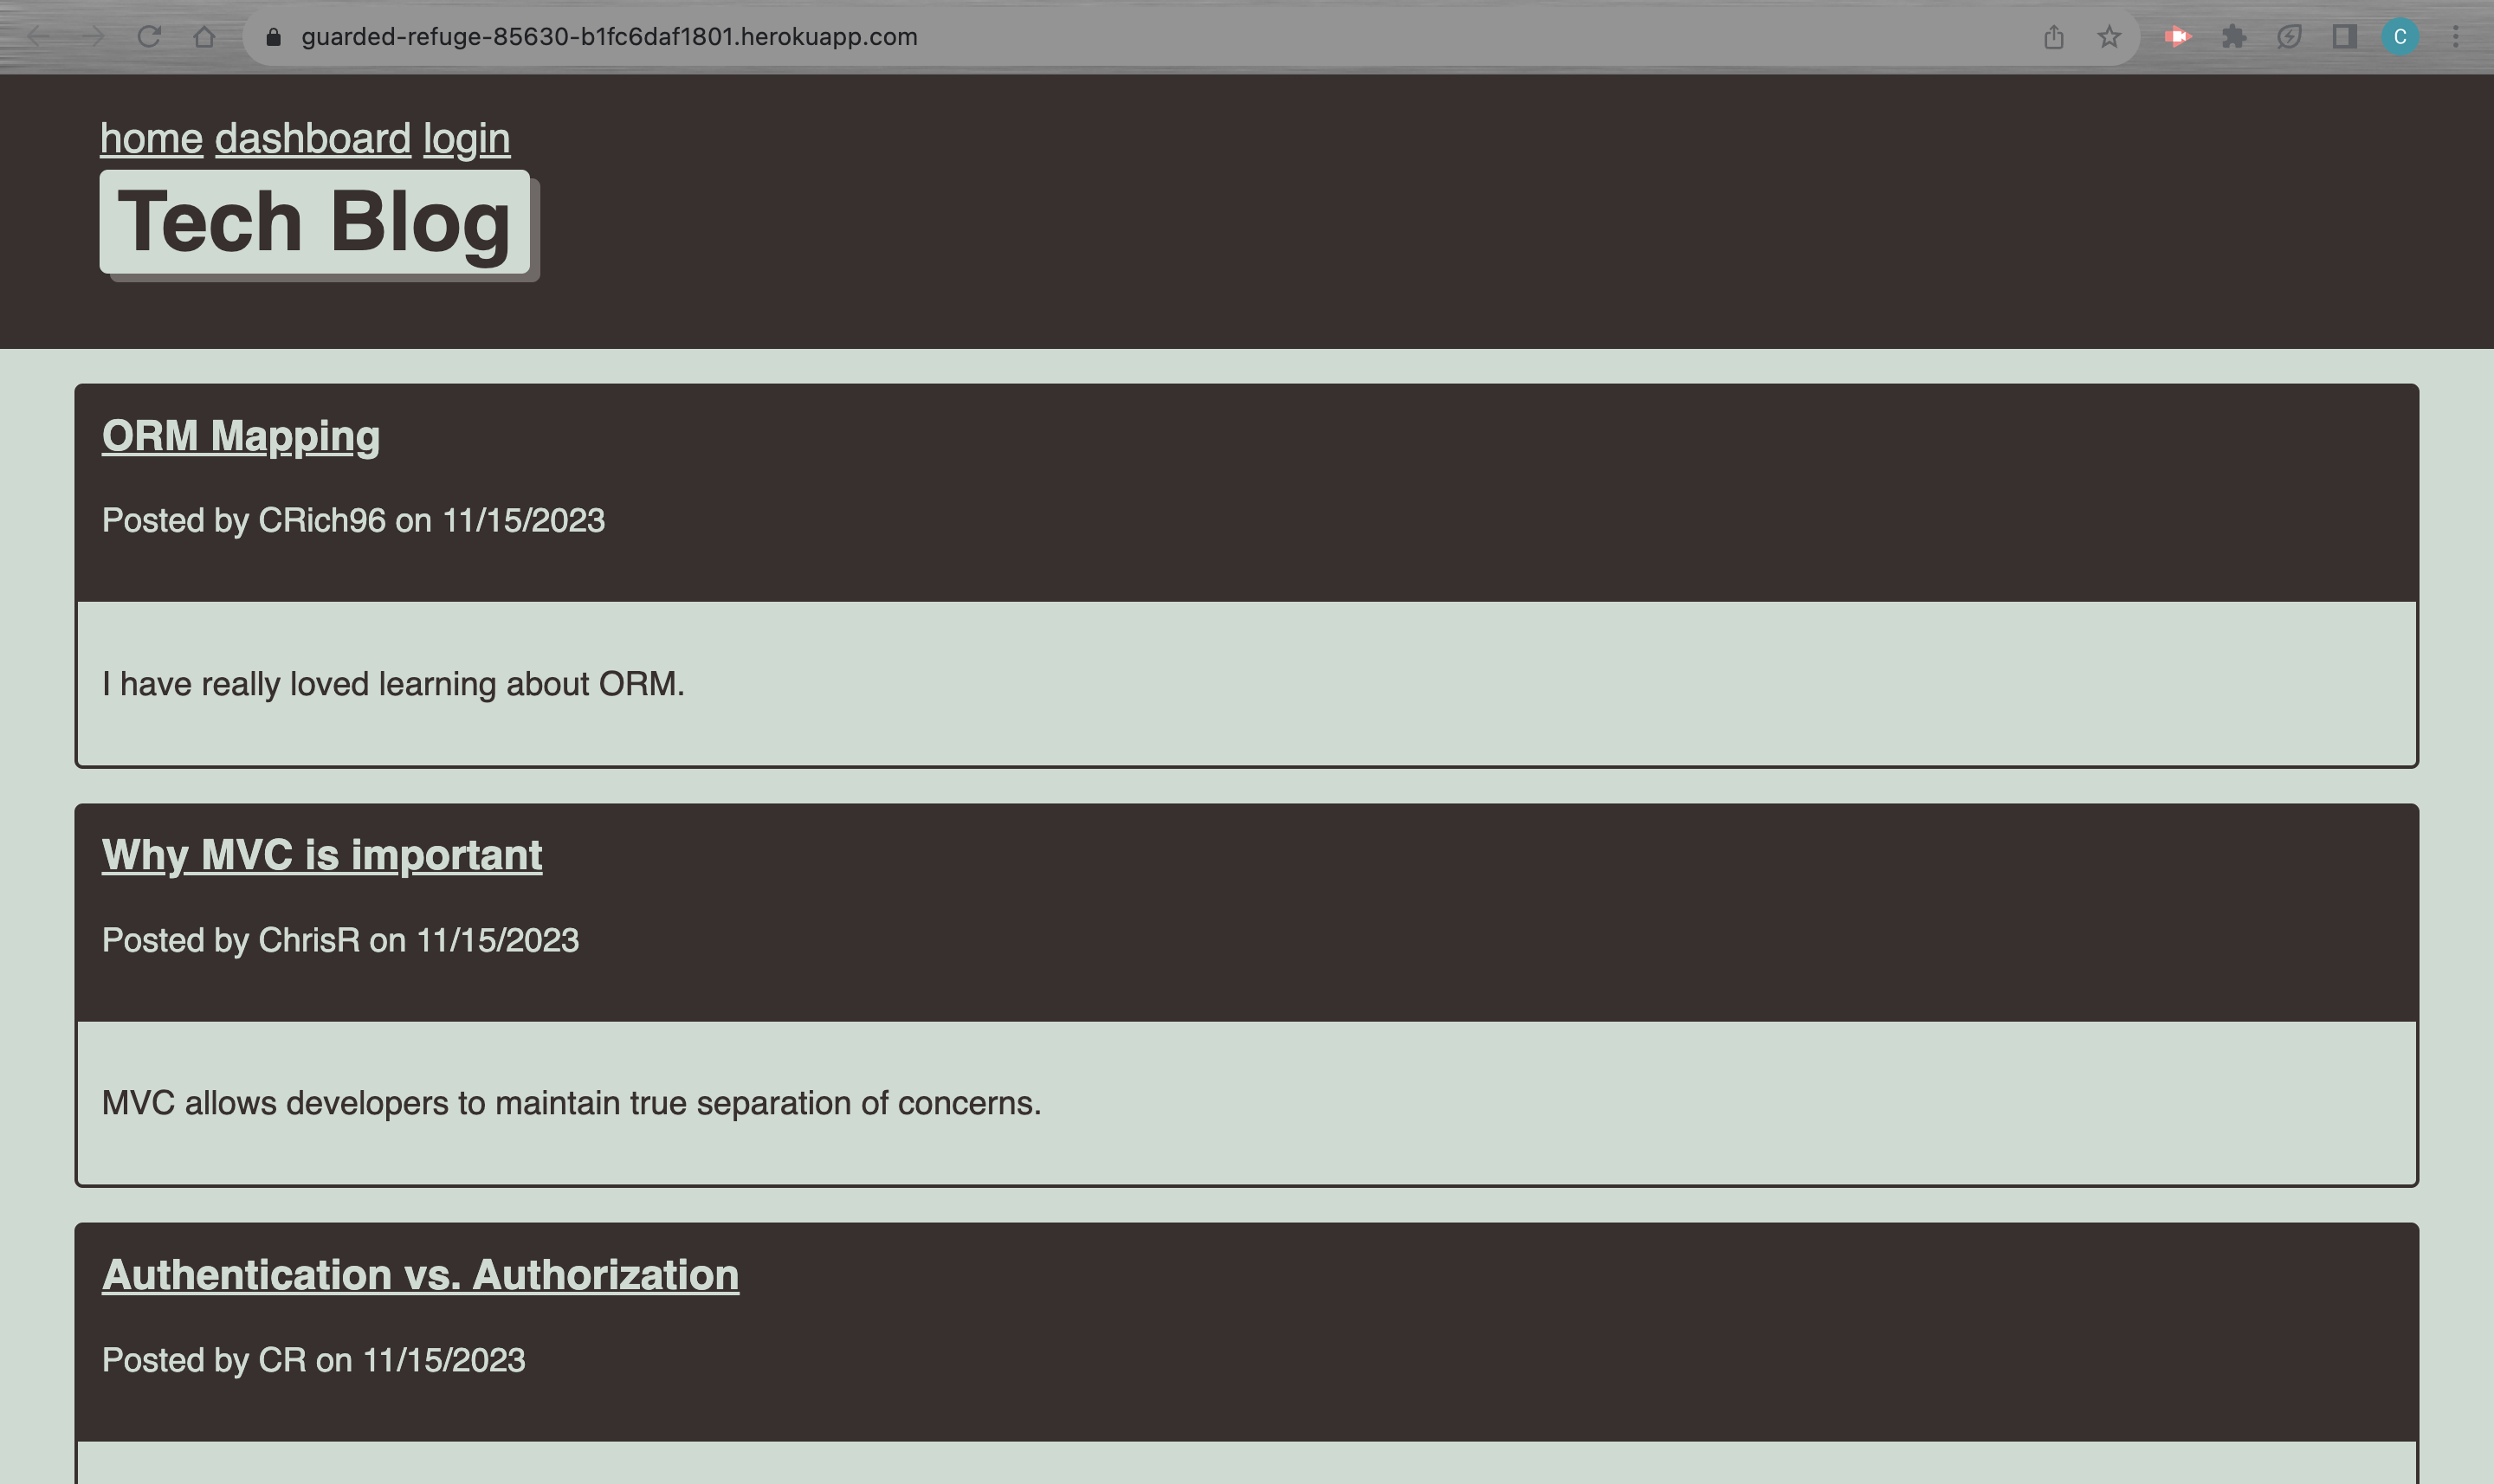 guarded-refuge-85630-b1fc6daf1801.herokuapp.com
C
home dashboard login
Tech Blog
ORM Mapping
Posted by CRich96 on 11/15/2023
I have really loved learning about ORM.
Why MVC is important
Posted by ChrisR on 11/15/2023
MVC allows developers to maintain true separation of concerns.
Authentication vs. Authorization
Posted by CR on 11/15/2023